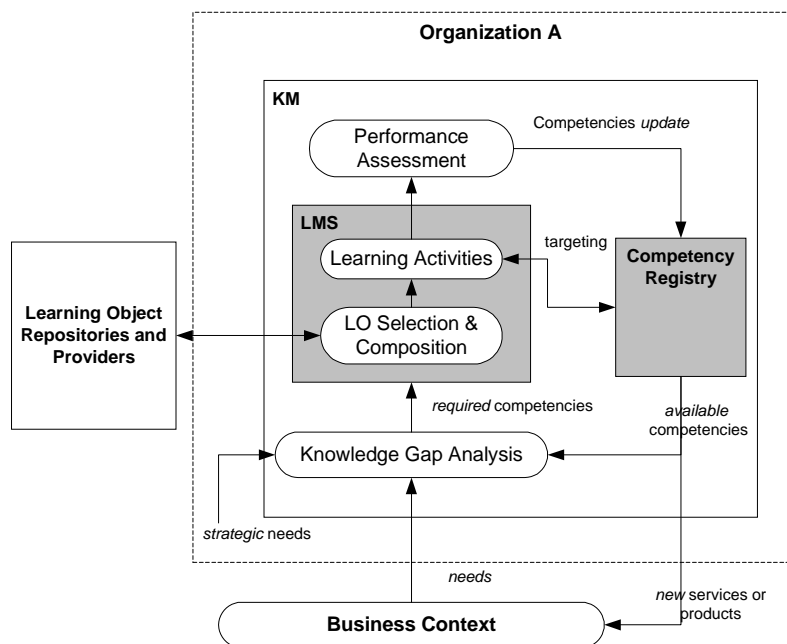 Organization A
KM
Performance
Assessment
Competencies update
LMS
Learning Activities
targeting
Competency
Registry
Learning Object
Repositories and
Providers
LO Selection &
Composition
required competencies
available
competencies
Knowledge Gap Analysis
strategic needs
needs
new services or
products
Business Context